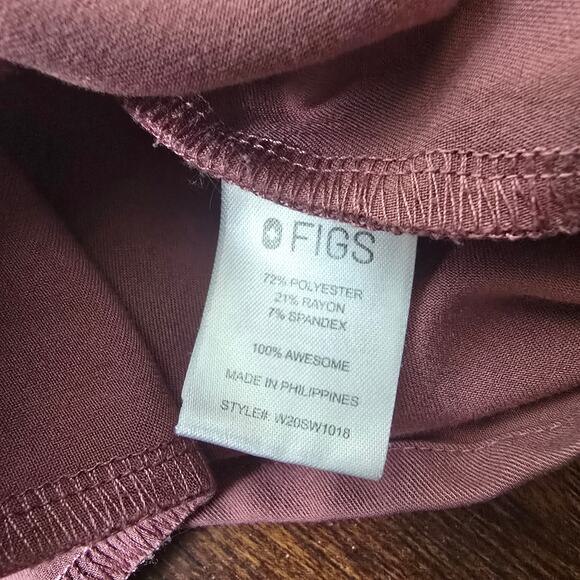 FIGS
72% POLYESTER
21% RAYON
7% SPANDEX
100% AWESOME
MADE IN PHILIPPINES
STYLE#: W20SW1018